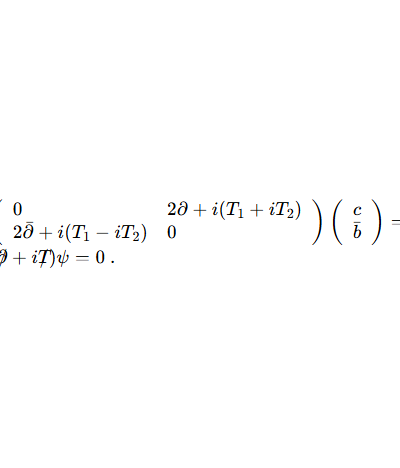 ( 0 2∂ + i(T₁ + iT₂) ) ( c ) =
( 2∂̄ + i(T₁ − iT₂) 0 ) ( b̄ )
∂̸ + iT̸)ψ = 0 .